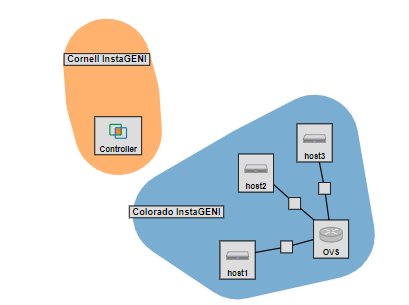 Cornell InstaGENI
Controller
host3
host2
Colorado InstaGENI
OVS
host1